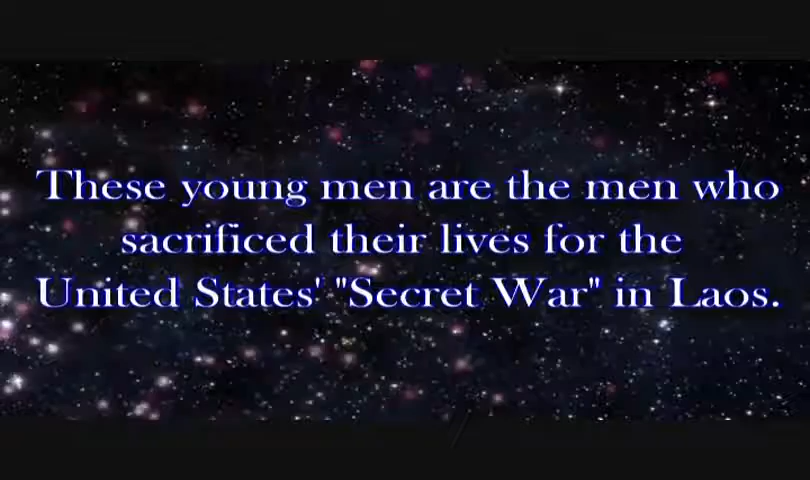 These young men are the men who
sacrificed their lives for the
United States' "Secret War" in Laos.